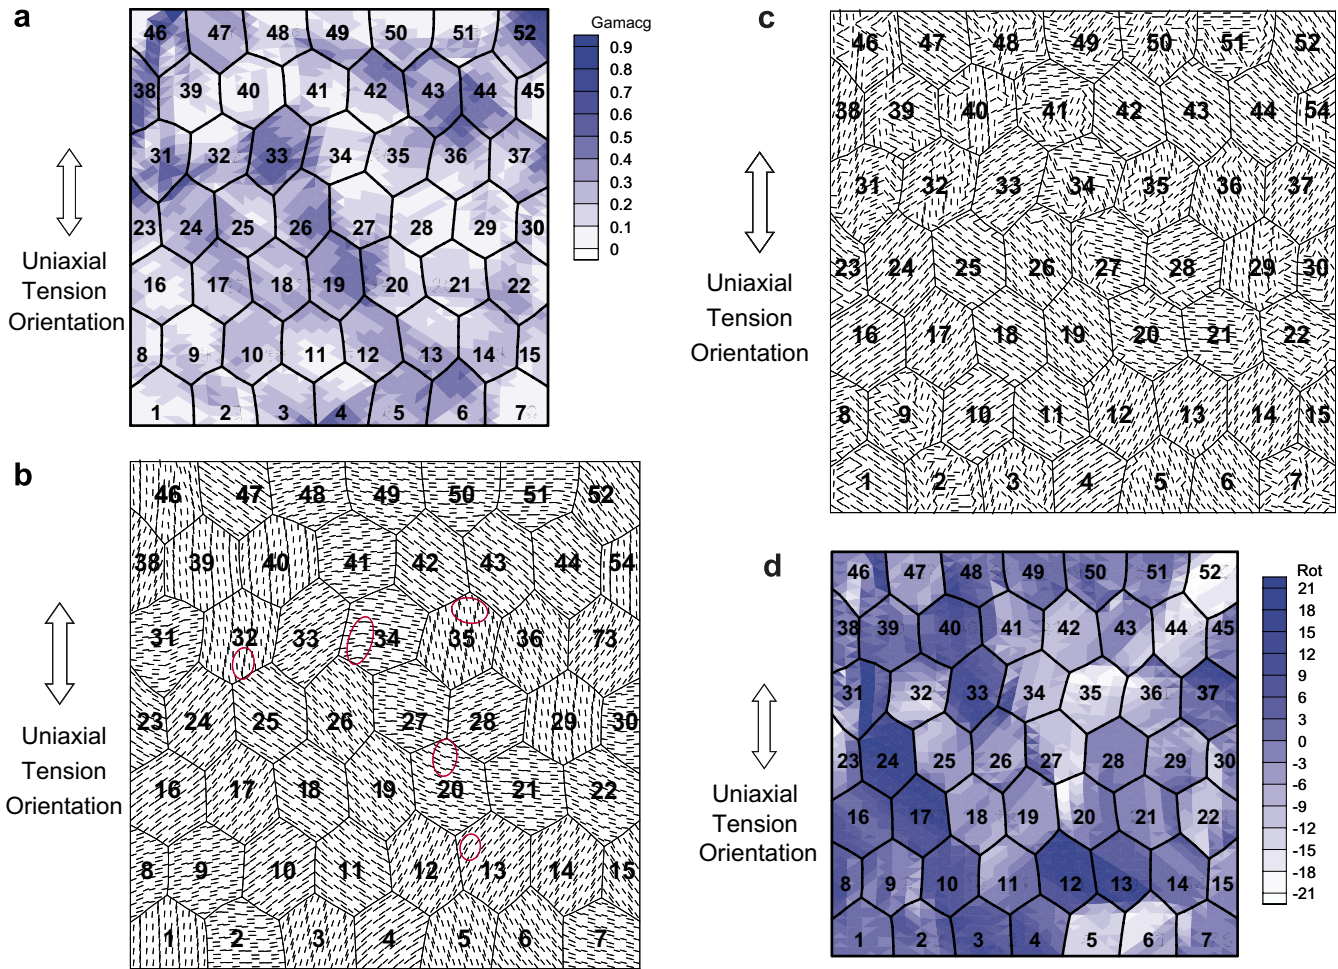 a
Gamacg
46 47 48 49 50 51 52
38 39 40 41 42 43 44 45
31 32 33 34 35 36 37
23 24 25 26 27 28 29 30
16 17 18 19 20 21 22
8 9 10 11 12 13 14 15
1 2 3 4 5 6 7
0.9
0.8
0.7
0.6
0.5
0.4
0.3
0.2
0.1
0
Uniaxial
Tension
Orientation
b
46 47 48 49 50 51 52
38 39 40 41 42 43 44 54
31 32 33 34 35 36 73
23 24 25 26 27 28 29 30
16 17 18 19 20 21 22
8 9 10 11 12 13 14 15
1 2 3 4 5 6 7
Uniaxial
Tension
Orientation
c
46 47 48 49 50 51 52
38 39 40 41 42 43 44 54
31 32 33 34 35 36 37
23 24 25 26 27 28 29 30
16 17 18 19 20 21 22
8 9 10 11 12 13 14 15
1 2 3 4 5 6 7
Uniaxial
Tension
Orientation
d
Rot
46 47 48 49 50 51 52
38 39 40 41 42 43 44 45
31 32 33 34 35 36 37
23 24 25 26 27 28 29 30
16 17 18 19 20 21 22
8 9 10 11 12 13 14 15
1 2 3 4 5 6 7
21
18
15
12
9
6
3
0
-3
-6
-9
-12
-15
-18
-21
Uniaxial
Tension
Orientation